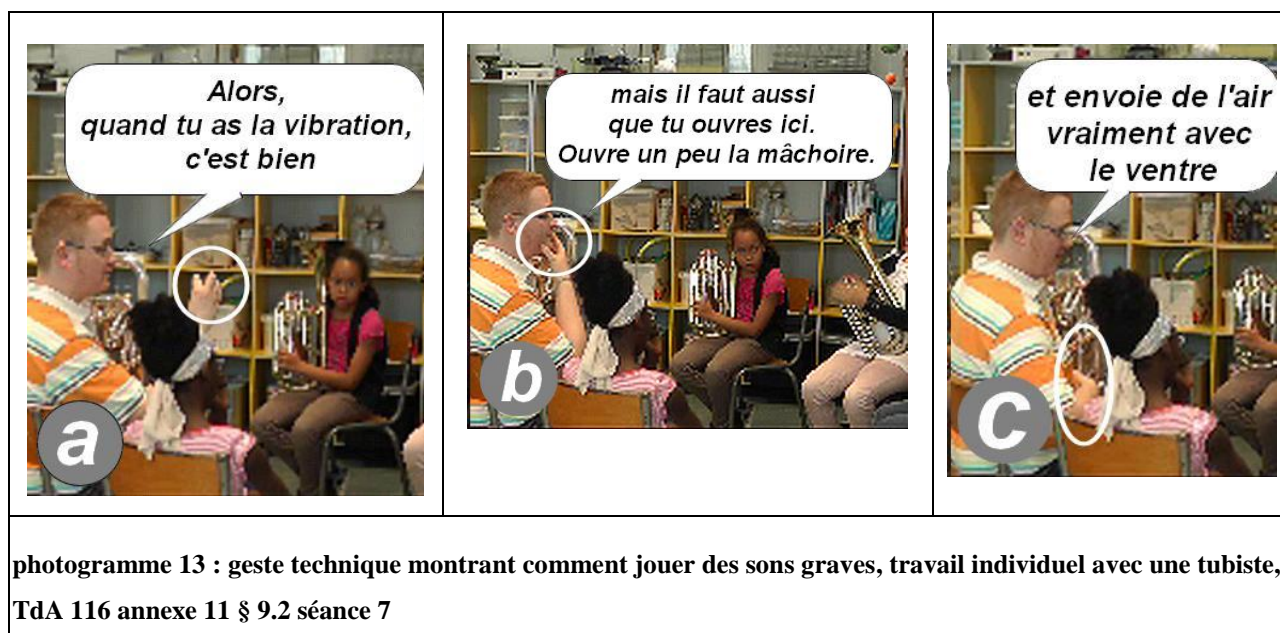 Alors,
quand tu as la vibration,
c'est bien
a
mais il faut aussi
que tu ouvres ici.
Ouvre un peu la mâchoire.
b
et envoie de l'air
vraiment avec
le ventre
c
photogramme 13 : geste technique montrant comment jouer des sons graves, travail individuel avec une tubiste,
TdA 116 annexe 11 § 9.2 séance 7